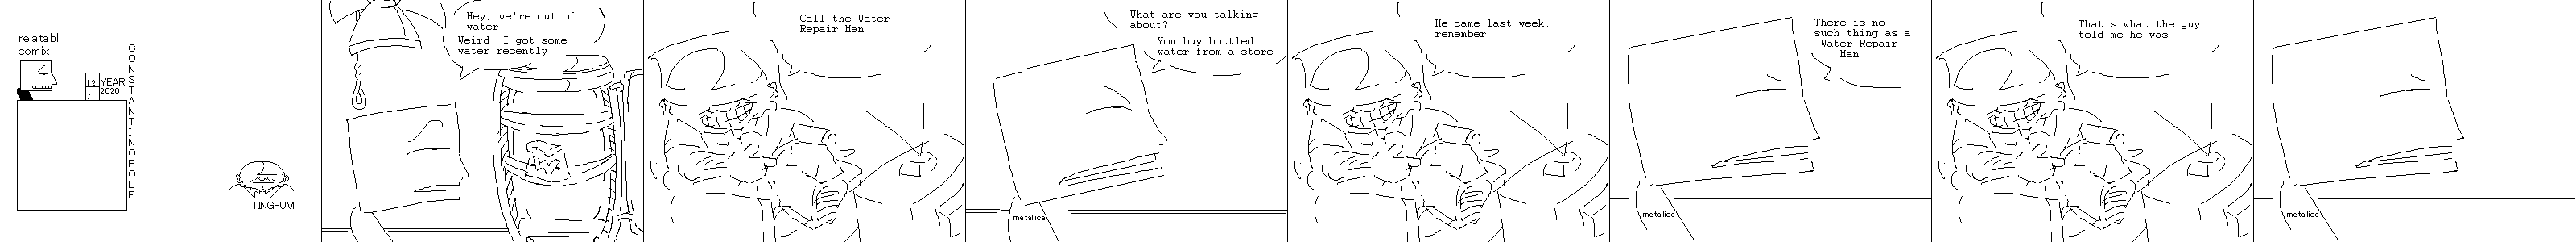 relatabl
comix
12
7
YEAR
2020
CONSTANTINOPOLE
2
TING-UM
Hey, we're out of
water
Weird, I got some
water recently
Call the Water
Repair Man
What are you talking
about?
You buy bottled
water from a store
metallica
He came last week,
remember
There is no
such thing as a
Water Repair
Man
metallica
That's what the guy
told me he was
metallica